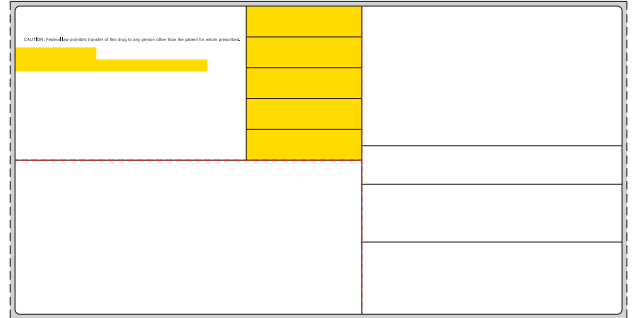 CAUTION: Federal law prohibits transfer of this drug to any person other than the patient for whom prescribed.